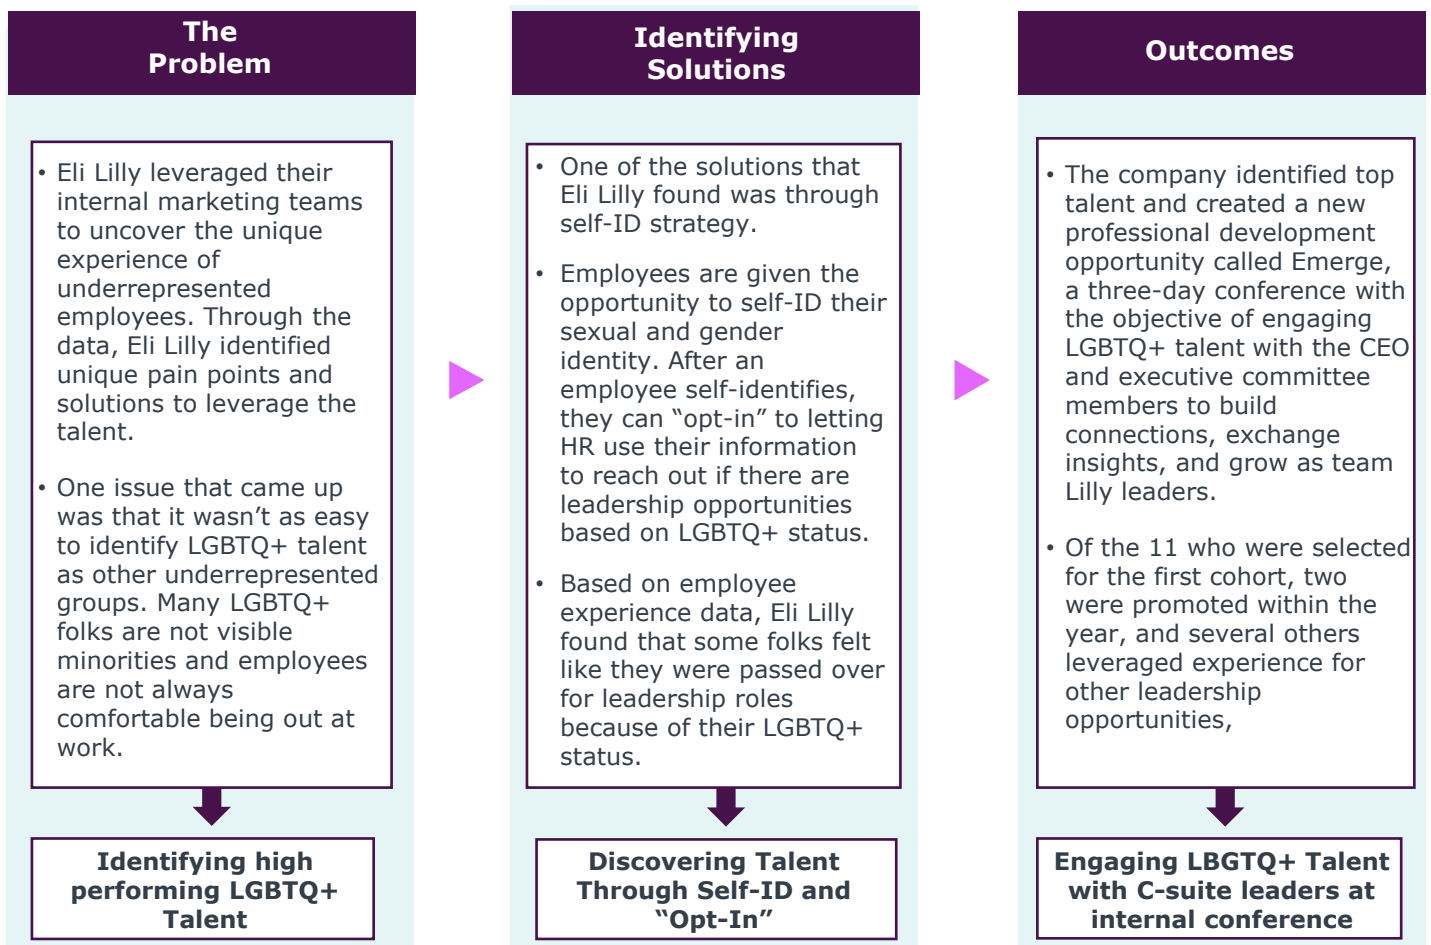 The
Problem
• Eli Lilly leveraged their
internal marketing teams
to uncover the unique
experience of
underrepresented
employees. Through the
data, Eli Lilly identified
unique pain points and
solutions to leverage the
talent.
• One issue that came up
was that it wasn’t as easy
to identify LGBTQ+ talent
as other underrepresented
groups. Many LGBTQ+
folks are not visible
minorities and employees
are not always
comfortable being out at
work.
Identifying high
performing LGBTQ+
Talent
Identifying
Solutions
• One of the solutions that
Eli Lilly found was through
self-ID strategy.
• Employees are given the
opportunity to self-ID their
sexual and gender
identity. After an
employee self-identifies,
they can “opt-in” to letting
HR use their information
to reach out if there are
leadership opportunities
based on LGBTQ+ status.
• Based on employee
experience data, Eli Lilly
found that some folks felt
like they were passed over
for leadership roles
because of their LGBTQ+
status.
Discovering Talent
Through Self-ID and
“Opt-In”
Outcomes
• The company identified top
talent and created a new
professional development
opportunity called Emerge,
a three-day conference with
the objective of engaging
LGBTQ+ talent with the CEO
and executive committee
members to build
connections, exchange
insights, and grow as team
Lilly leaders.
• Of the 11 who were selected
for the first cohort, two
were promoted within the
year, and several others
leveraged experience for
other leadership
opportunities,
Engaging LBGTQ+ Talent
with C-suite leaders at
internal conference